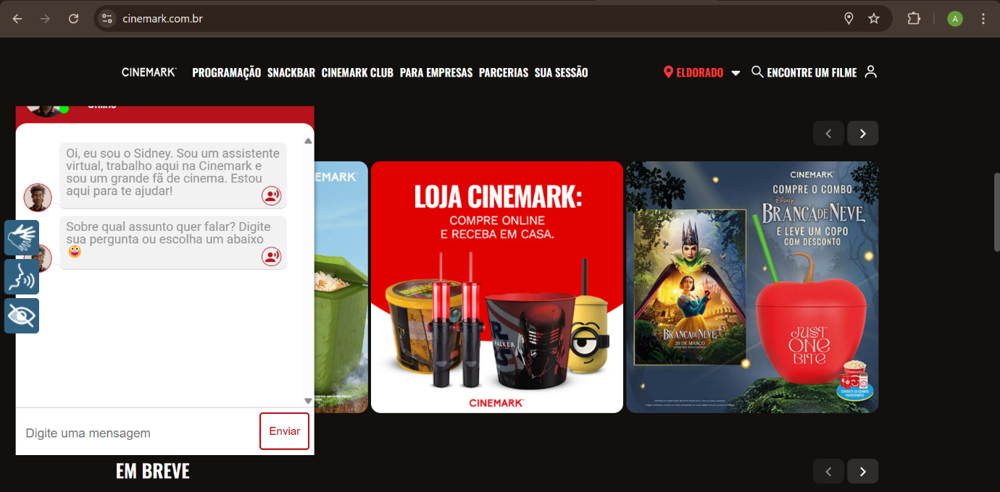 cinemark.com.br
A
CINEMARK
PROGRAMAÇÃO SNACKBAR CINEMARK CLUB PARA EMPRESAS PARCERIAS SUA SESSÃO
ELDORADO
ENCONTRE UM FILME
Online
Oi, eu sou o Sidney. Sou um assistente
virtual, trabalho aqui na Cinemark e
sou um grande fã de cinema. Estou
aqui para te ajudar!
Sobre qual assunto quer falar? Digite
sua pergunta ou escolha um abaixo
Digite uma mensagem
Enviar
EMARK
LOJA CINEMARK:
COMPRE ONLINE
E RECEBA EM CASA.
WALKER
CINEMARK
CINEMARK
COMPRE O COMBO
Disney
BRANCA DE NEVE
E LEVE UM COPO
COM DESCONTO
BRANCA DE NEVE
20 DE MARÇO
JUST
ONE
BITE
EM BREVE